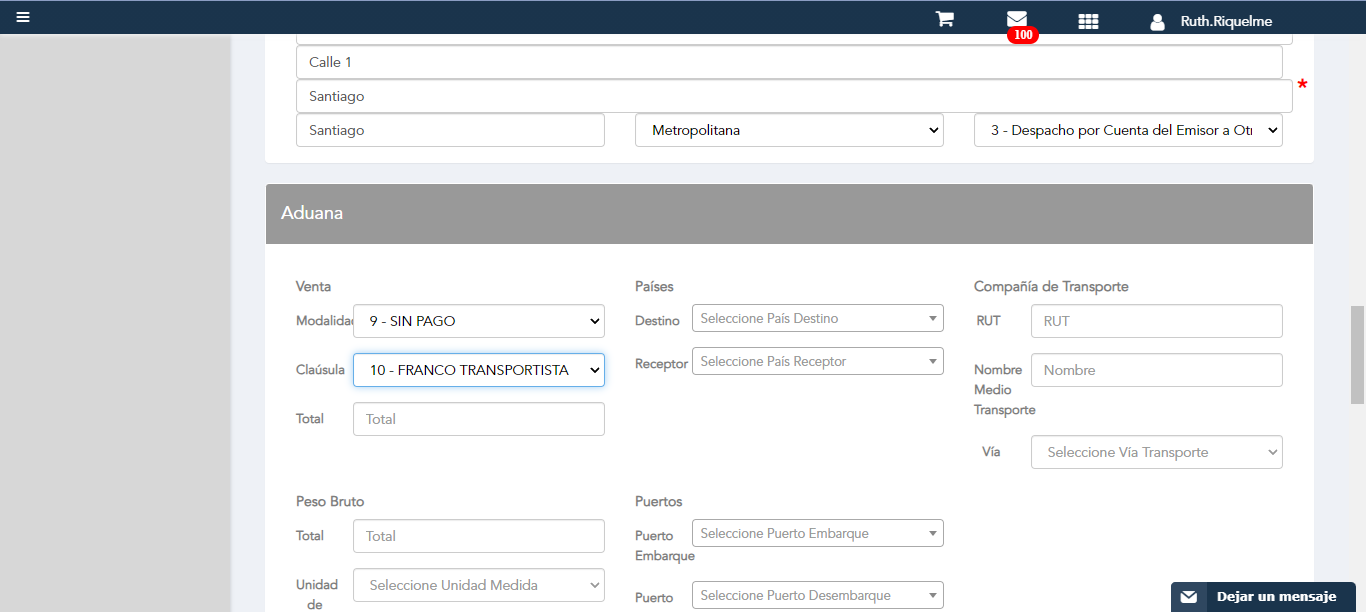 100
Ruth.Riquelme
Calle 1
Santiago
*
Santiago
Metropolitana
3 - Despacho por Cuenta del Emisor a Otr
Aduana
Venta
Modalidad
9 - SIN PAGO
Claúsula
10 - FRANCO TRANSPORTISTA
Total
Total
Países
Destino
Seleccione País Destino
Receptor
Seleccione País Receptor
Compañía de Transporte
RUT
RUT
Nombre
Medio
Transporte
Nombre
Vía
Seleccione Vía Transporte
Peso Bruto
Total
Total
Unidad
de
Seleccione Unidad Medida
Puertos
Puerto
Embarque
Seleccione Puerto Embarque
Puerto
Seleccione Puerto Desembarque
Dejar un mensaje